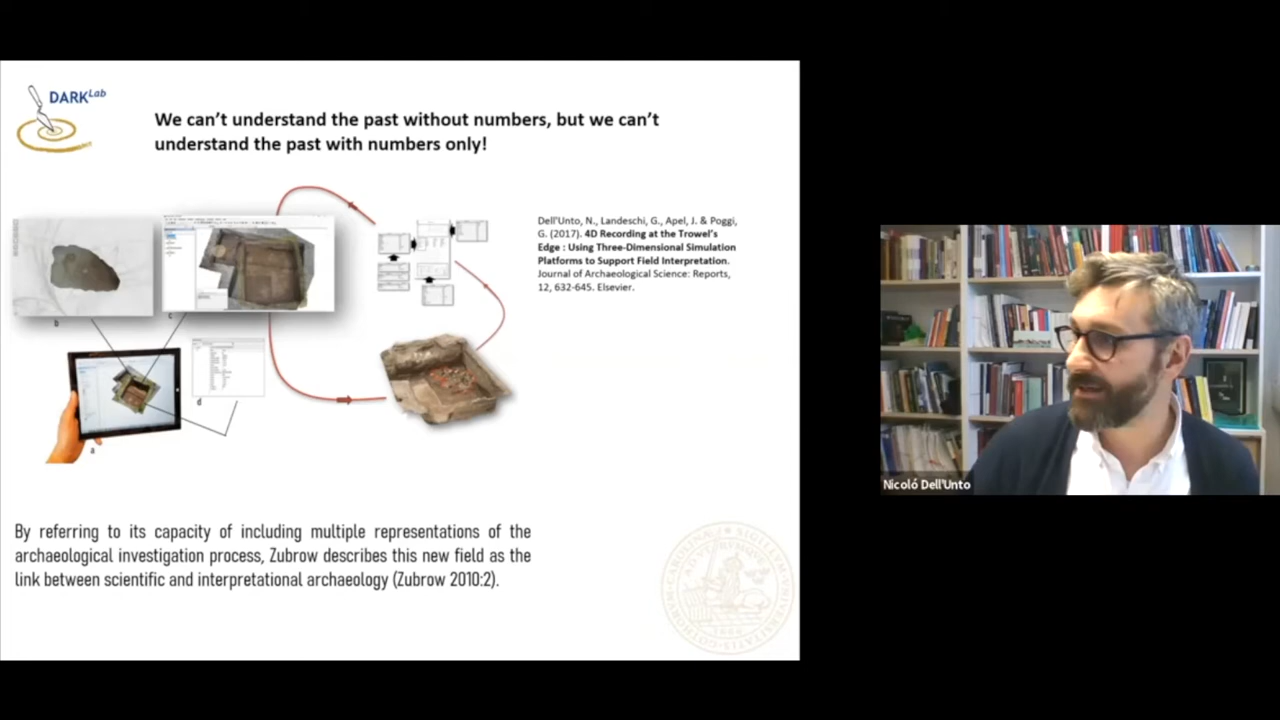 DARKLab
We can't understand the past without numbers, but we can't
understand the past with numbers only!
Dell'Unto, N., Landeschi, G., Apel, J. & Poggi,
G. (2017). 4D Recording at the Trowel's
Edge : Using Three-Dimensional Simulation
Platforms to Support Field Interpretation.
Journal of Archaeological Science: Reports,
12, 632-645. Elsevier.
b
c
d
a
By referring to its capacity of including multiple representations of the
archaeological investigation process, Zubrow describes this new field as the
link between scientific and interpretational archaeology (Zubrow 2010:2).
Nicoló Dell'Unto